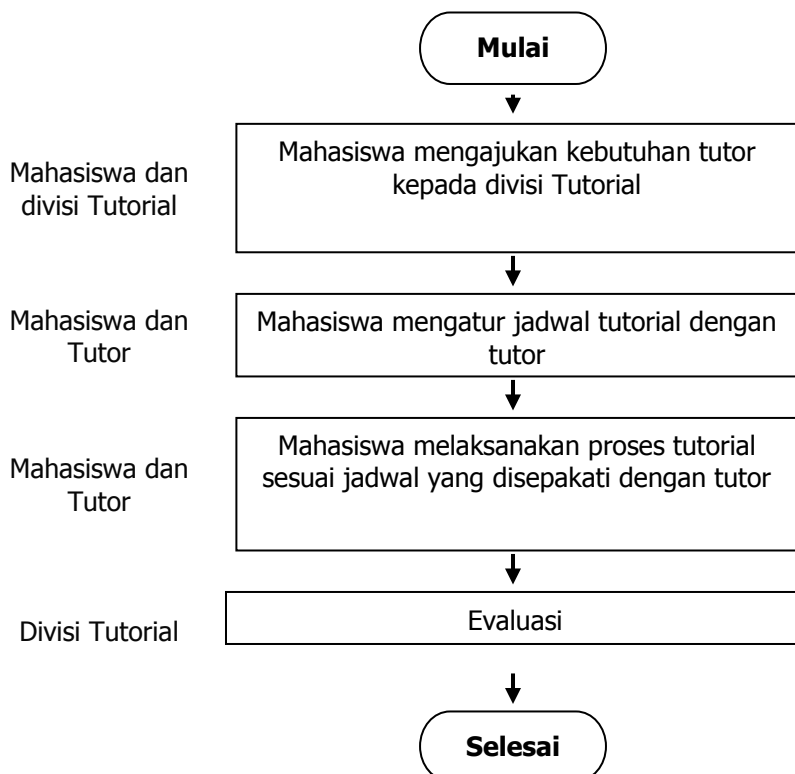 Mulai
Mahasiswa dan
divisi Tutorial
Mahasiswa mengajukan kebutuhan tutor
kepada divisi Tutorial
Mahasiswa dan
Tutor
Mahasiswa mengatur jadwal tutorial dengan
tutor
Mahasiswa dan
Tutor
Mahasiswa melaksanakan proses tutorial
sesuai jadwal yang disepakati dengan tutor
Divisi Tutorial
Evaluasi
Selesai